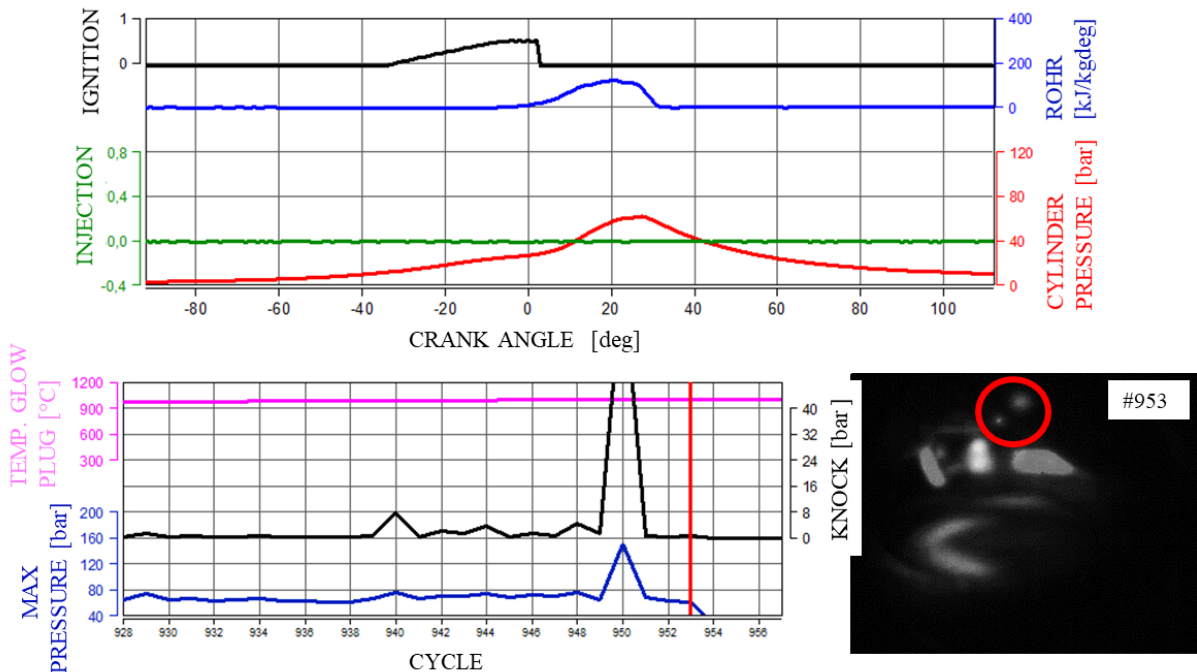 IGNITION
1
0
400
300
200
100
0
ROHR
[kJ/kgdeg]
INJECTION
0,8
0,4
0,0
-0,4
120
80
40
0
CYLINDER
PRESSURE [bar]
-80 -60 -40 -20 0 20 40 60 80 100
CRANK ANGLE [deg]
TEMP. GLOW
PLUG [°C]
1200
900
600
300
MAX
PRESSURE [bar]
200
160
120
80
40
40
32
24
16
8
0
KNOCK [bar]
928 930 932 934 936 938 940 942 944 946 948 950 952 954 956
CYCLE
#953